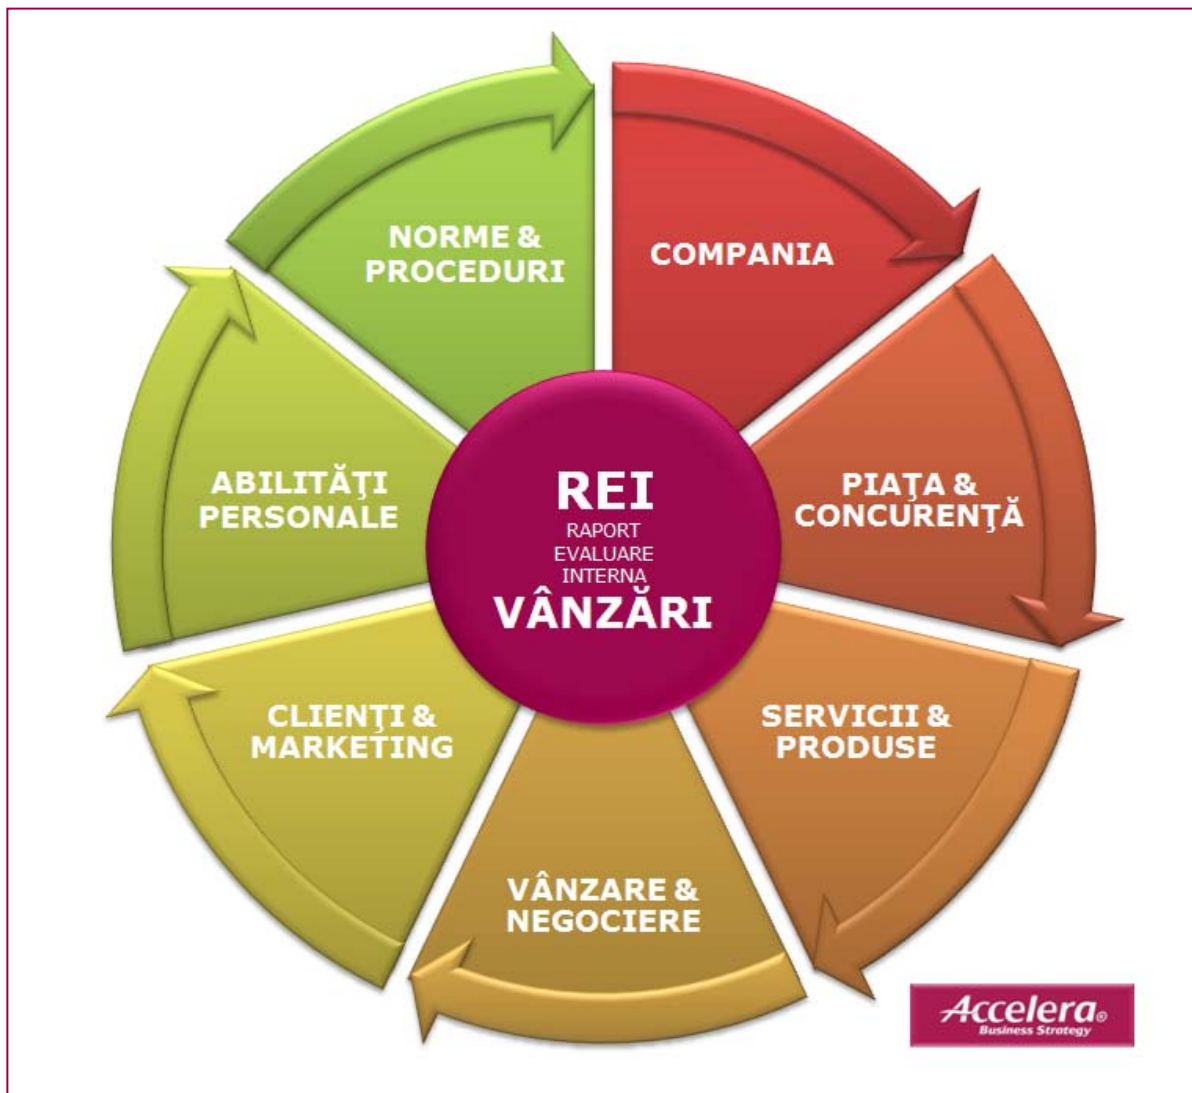 NORME &
PROCEDURI
COMPANIA
ABILITĂŢI
PERSONALE
REI
RAPORT
EVALUARE
INTERNA
VÂNZĂRI
PIAŢA &
CONCURENŢĂ
CLIENŢI &
MARKETING
SERVICII &
PRODUSE
VÂNZARE &
NEGOCIERE
Accelera®
Business Strategy